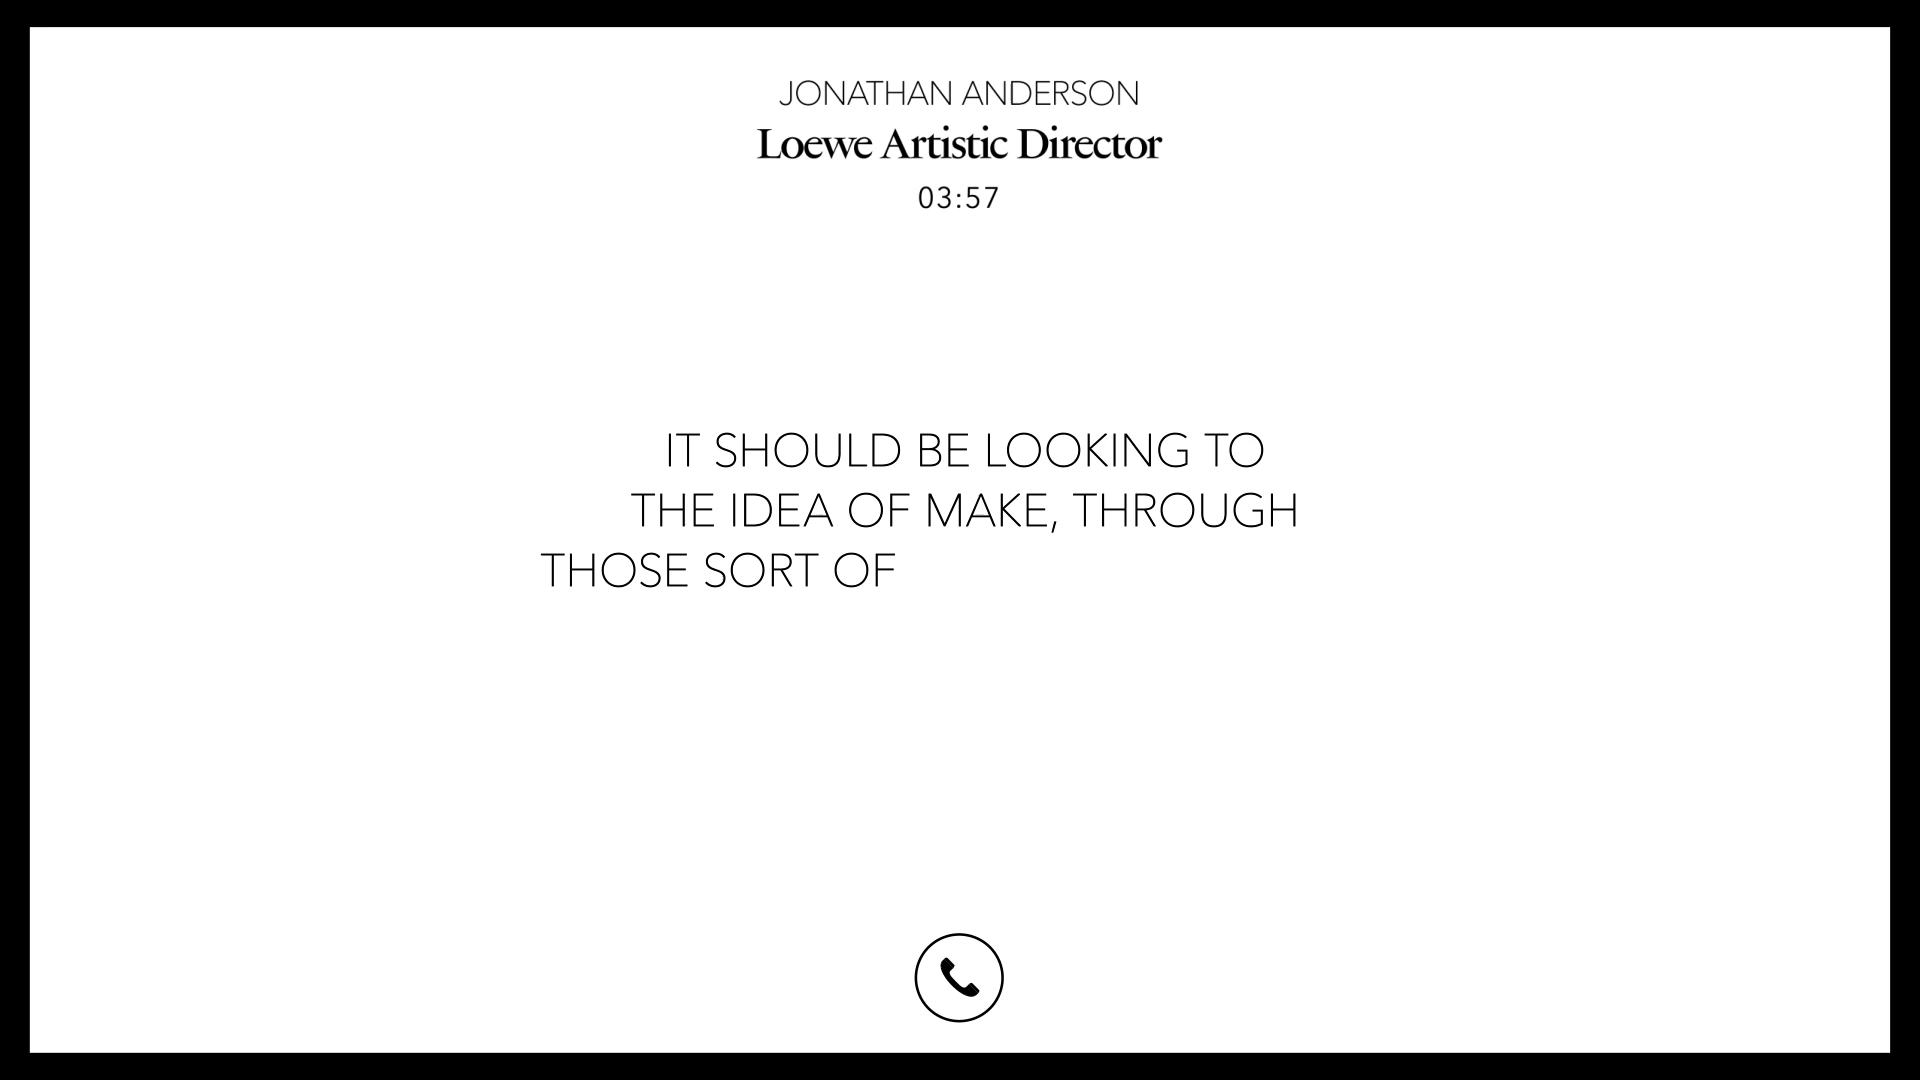 JONATHAN ANDERSON
Loewe Artistic Director
03:57
IT SHOULD BE LOOKING TO
THE IDEA OF MAKE, THROUGH
THOSE SORT OF